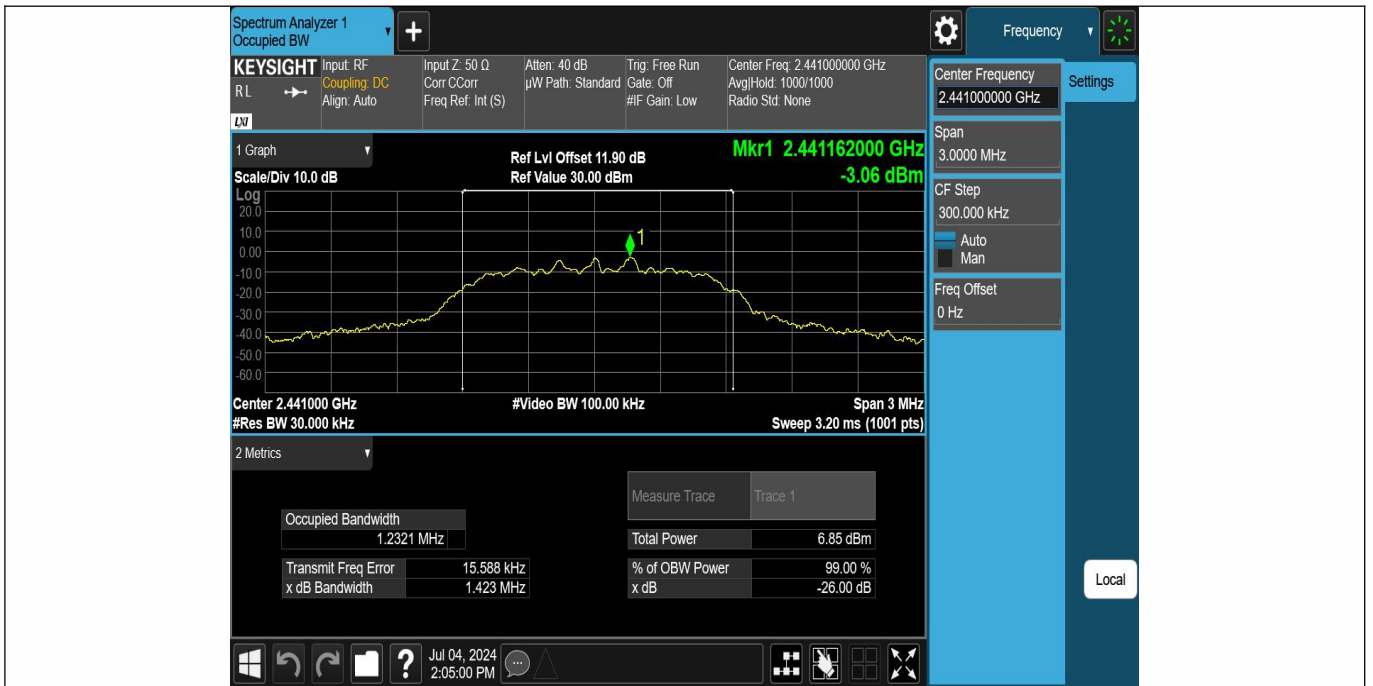 Spectrum Analyzer 1
Occupied BW
+
Frequency
KEYSIGHT
RL
LXI
Input: RF
Coupling: DC
Align: Auto
Input Z: 50 Ω
Corr CCorr
Freq Ref: Int (S)
Atten: 40 dB
µW Path: Standard
Trig: Free Run
Gate: Off
#IF Gain: Low
Center Freq: 2.441000000 GHz
Avg|Hold: 1000/1000
Radio Std: None
Center Frequency
2.441000000 GHz
Settings
Span
3.0000 MHz
CF Step
300.000 kHz
Auto
Man
Freq Offset
0 Hz
Local
1 Graph
Scale/Div 10.0 dB
Ref Lvl Offset 11.90 dB
Ref Value 30.00 dBm
Mkr1 2.441162000 GHz
-3.06 dBm
Log
20.0
10.0
0.00
-10.0
-20.0
-30.0
-40.0
-50.0
-60.0
1
Center 2.441000 GHz
#Video BW 100.00 kHz
Span 3 MHz
#Res BW 30.000 kHz
Sweep 3.20 ms (1001 pts)
2 Metrics
Measure Trace Trace 1
Occupied Bandwidth
1.2321 MHz
Total Power 6.85 dBm
Transmit Freq Error 15.588 kHz
% of OBW Power 99.00 %
x dB Bandwidth 1.423 MHz
x dB -26.00 dB
?
Jul 04, 2024
2:05:00 PM